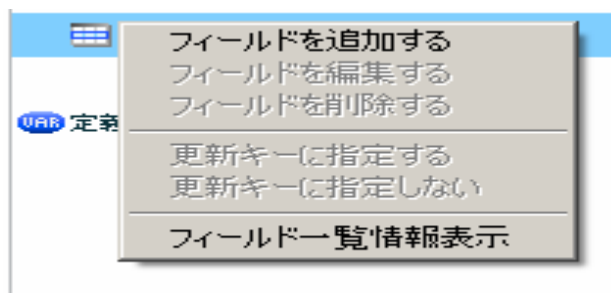 フィールドを追加する
フィールドを編集する
フィールドを削除する
VAR 定義
更新キーに指定する
更新キーに指定しない
フィールド一覧情報表示